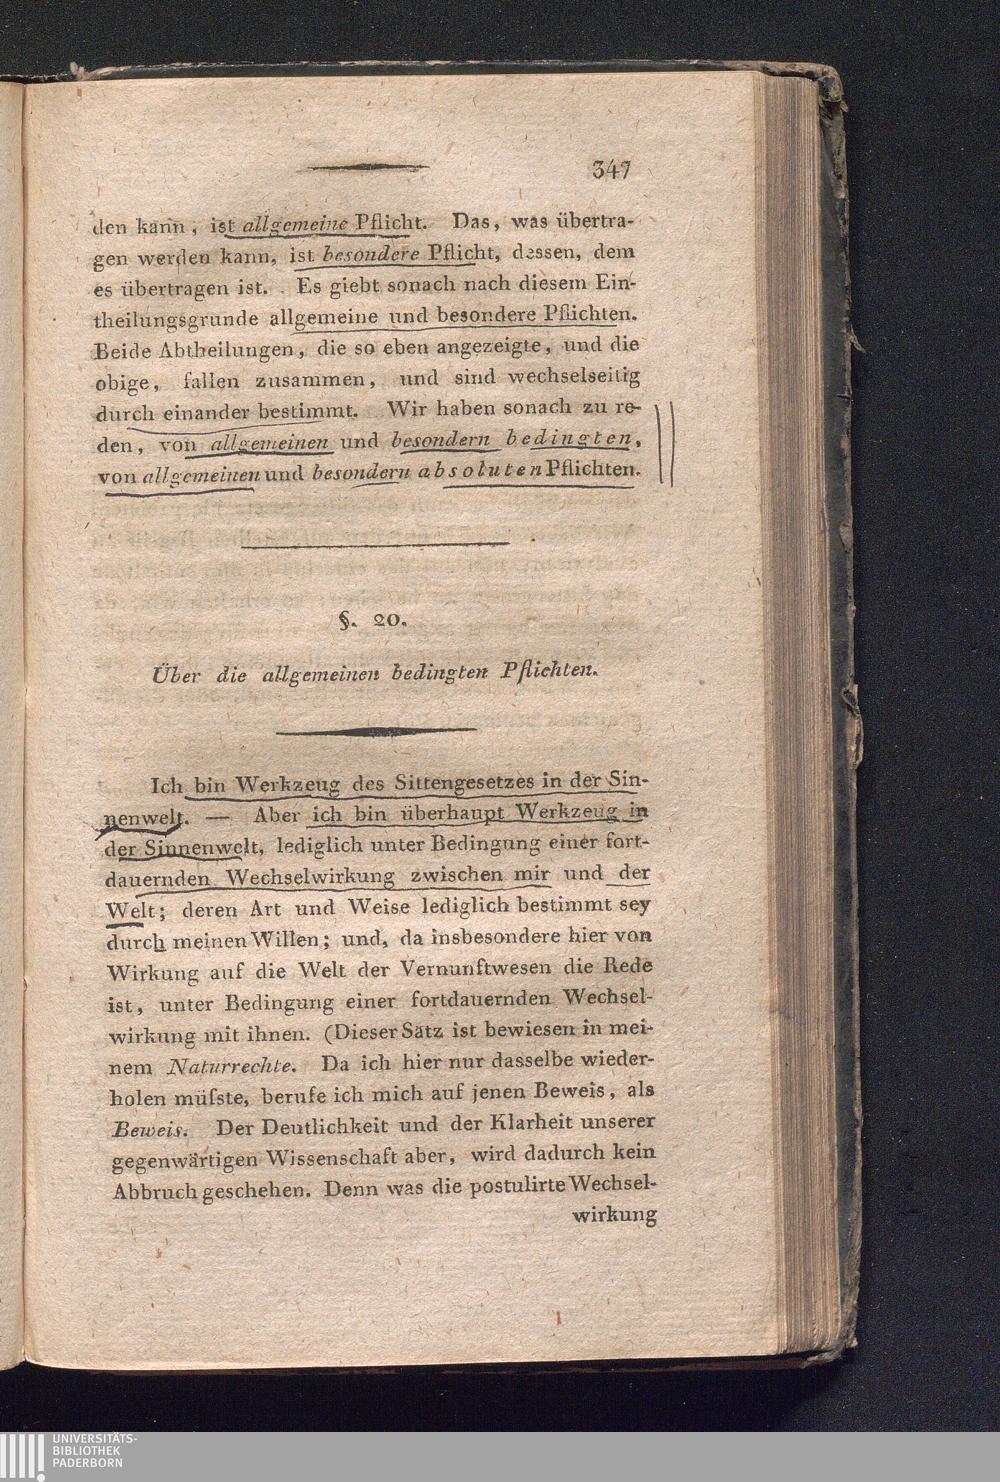 347
den kann, ist allgemeine Pflicht. Das, was übertra-
gen werden kann, ist besondere Pflicht, dessen, dem
es übertragen ist. Es giebt sonach nach diesem Ein-
theilungsgrunde allgemeine und besondere Pflichten.
Beide Abtheilungen, die so eben angezeigte, und die
obige, fallen zusammen, und sind wechselseitig
durch einander bestimmt. Wir haben sonach zu re-
den, von allgemeinen und besondern bedingten,
von allgemeinen und besondern absoluten Pflichten.
§. 20.
Über die allgemeinen bedingten Pflichten.
Ich bin Werkzeug des Sittengesetzes in der Sin-
nenwelt. — Aber ich bin überhaupt Werkzeug in
der Sinnenwelt, lediglich unter Bedingung einer fort-
dauernden Wechselwirkung zwischen mir und der
Welt; deren Art und Weise lediglich bestimmt sey
durch meinen Willen; und, da insbesondere hier von
Wirkung auf die Welt der Vernunftwesen die Rede
ist, unter Bedingung einer fortdauernden Wechsel-
wirkung mit ihnen. (Dieser Satz ist bewiesen in mei-
nem Naturrechte. Da ich hier nur dasselbe wieder-
holen müſste, berufe ich mich auf jenen Beweis, als
Beweis. Der Deutlichkeit und der Klarheit unserer
gegenwärtigen Wissenschaft aber, wird dadurch kein
Abbruch geschehen. Denn was die postulirte Wechsel-
wirkung
UNIVERSITÄTS-
BIBLIOTHEK
PADERBORN